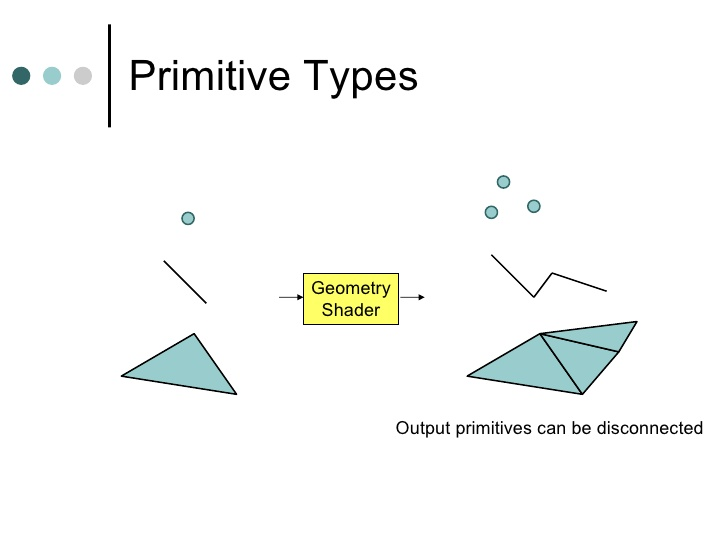 Primitive Types
Geometry
Shader
Output primitives can be disconnected